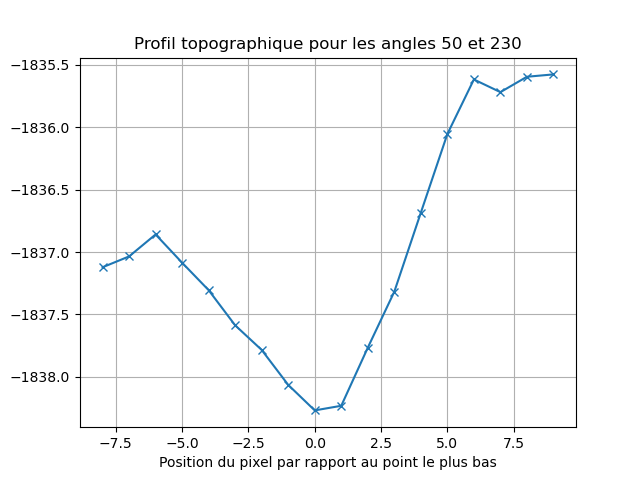 Profil topographique pour les angles 50 et 230
−1835.5
−1836.0
−1836.5
−1837.0
−1837.5
−1838.0
−7.5 −5.0 −2.5 0.0 2.5 5.0 7.5
Position du pixel par rapport au point le plus bas